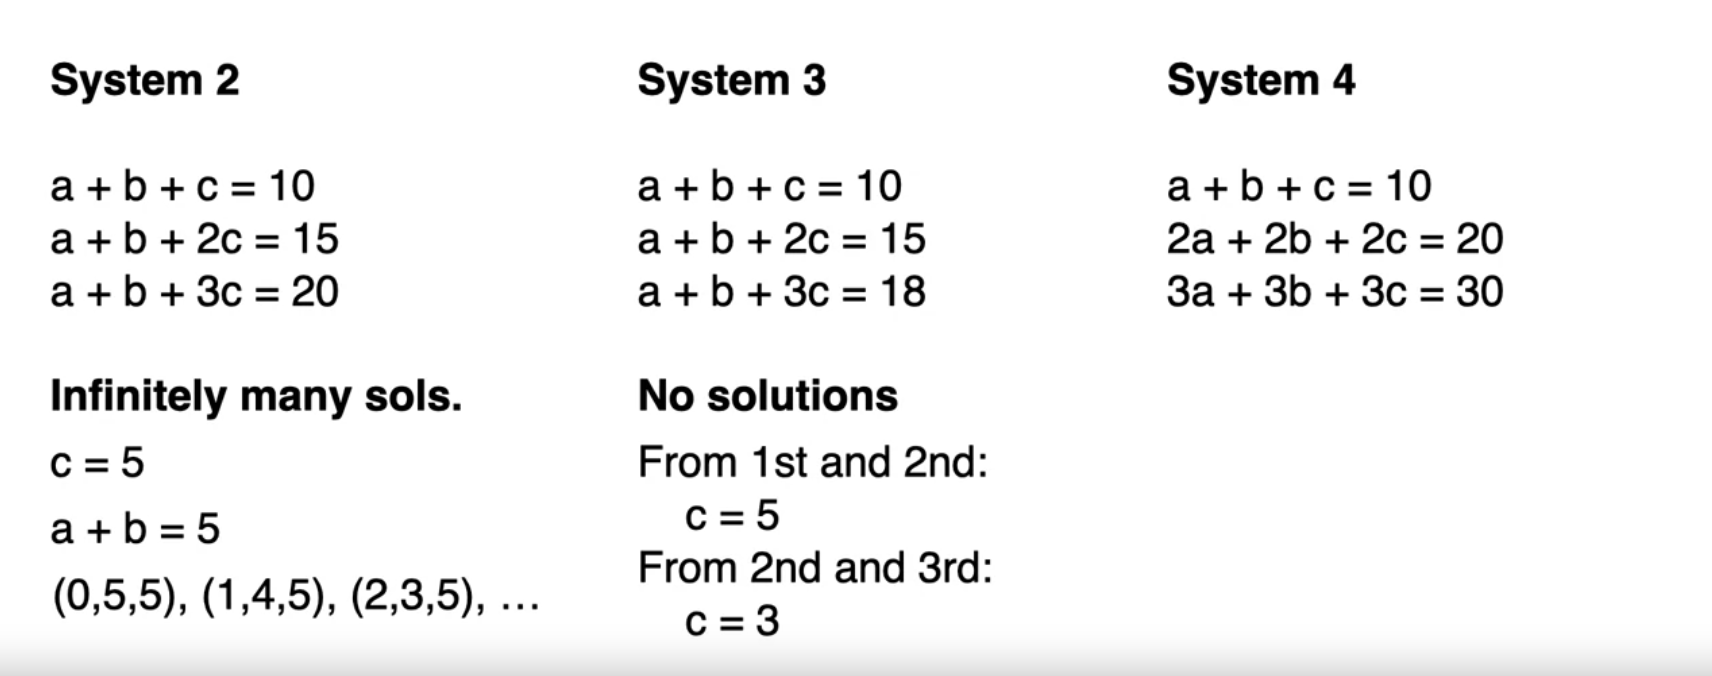 System 2
a + b + c = 10
a + b + 2c = 15
a + b + 3c = 20
Infinitely many sols.
c = 5
a + b = 5
(0,5,5), (1,4,5), (2,3,5), ...
System 3
a + b + c = 10
a + b + 2c = 15
a + b + 3c = 18
No solutions
From 1st and 2nd:
c = 5
From 2nd and 3rd:
c = 3
System 4
a + b + c = 10
2a + 2b + 2c = 20
3a + 3b + 3c = 30